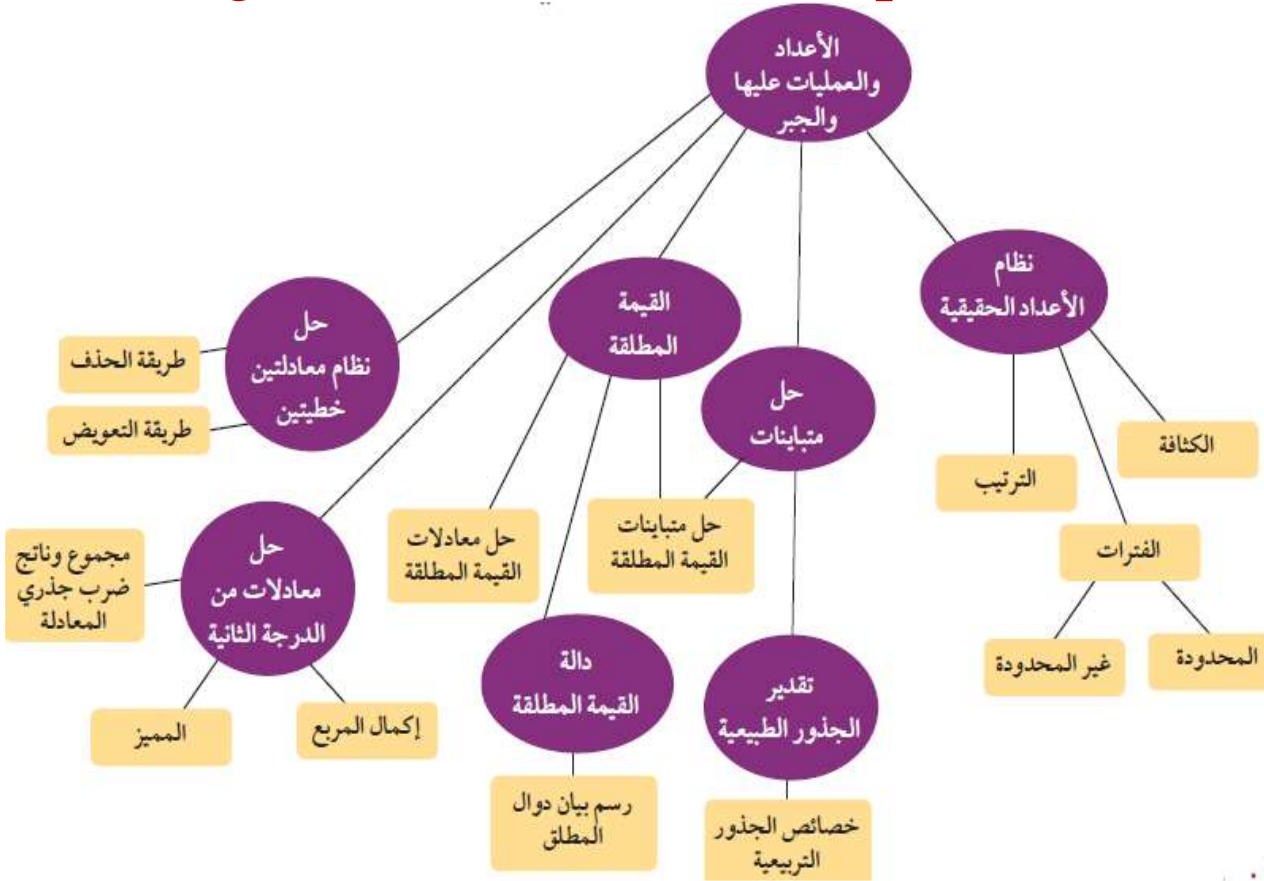 الأعداد
والعمليات عليها
والجبر
نظام
الأعداد الحقيقية
القيمة
المطلقة
حل
متباينات
حل
نظام معادلتين
خطيتين
طريقة الحذف
طريقة التعويض
الكثافة
الترتيب
الفترات
المحدودة
غير المحدودة
حل متباينات
القيمة المطلقة
حل معادلات
القيمة المطلقة
حل
معادلات من
الدرجة الثانية
مجموع وناتج
ضرب جذري
المعادلة
إكمال المربع
المميز
دالة
القيمة المطلقة
رسم بيان دوال
المطلق
تقدير
الجذور الطبيعية
خصائص الجذور
التربيعية